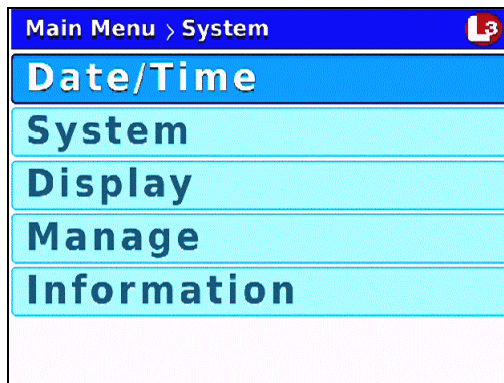 Main Menu > System L3
Date/Time
System
Display
Manage
Information